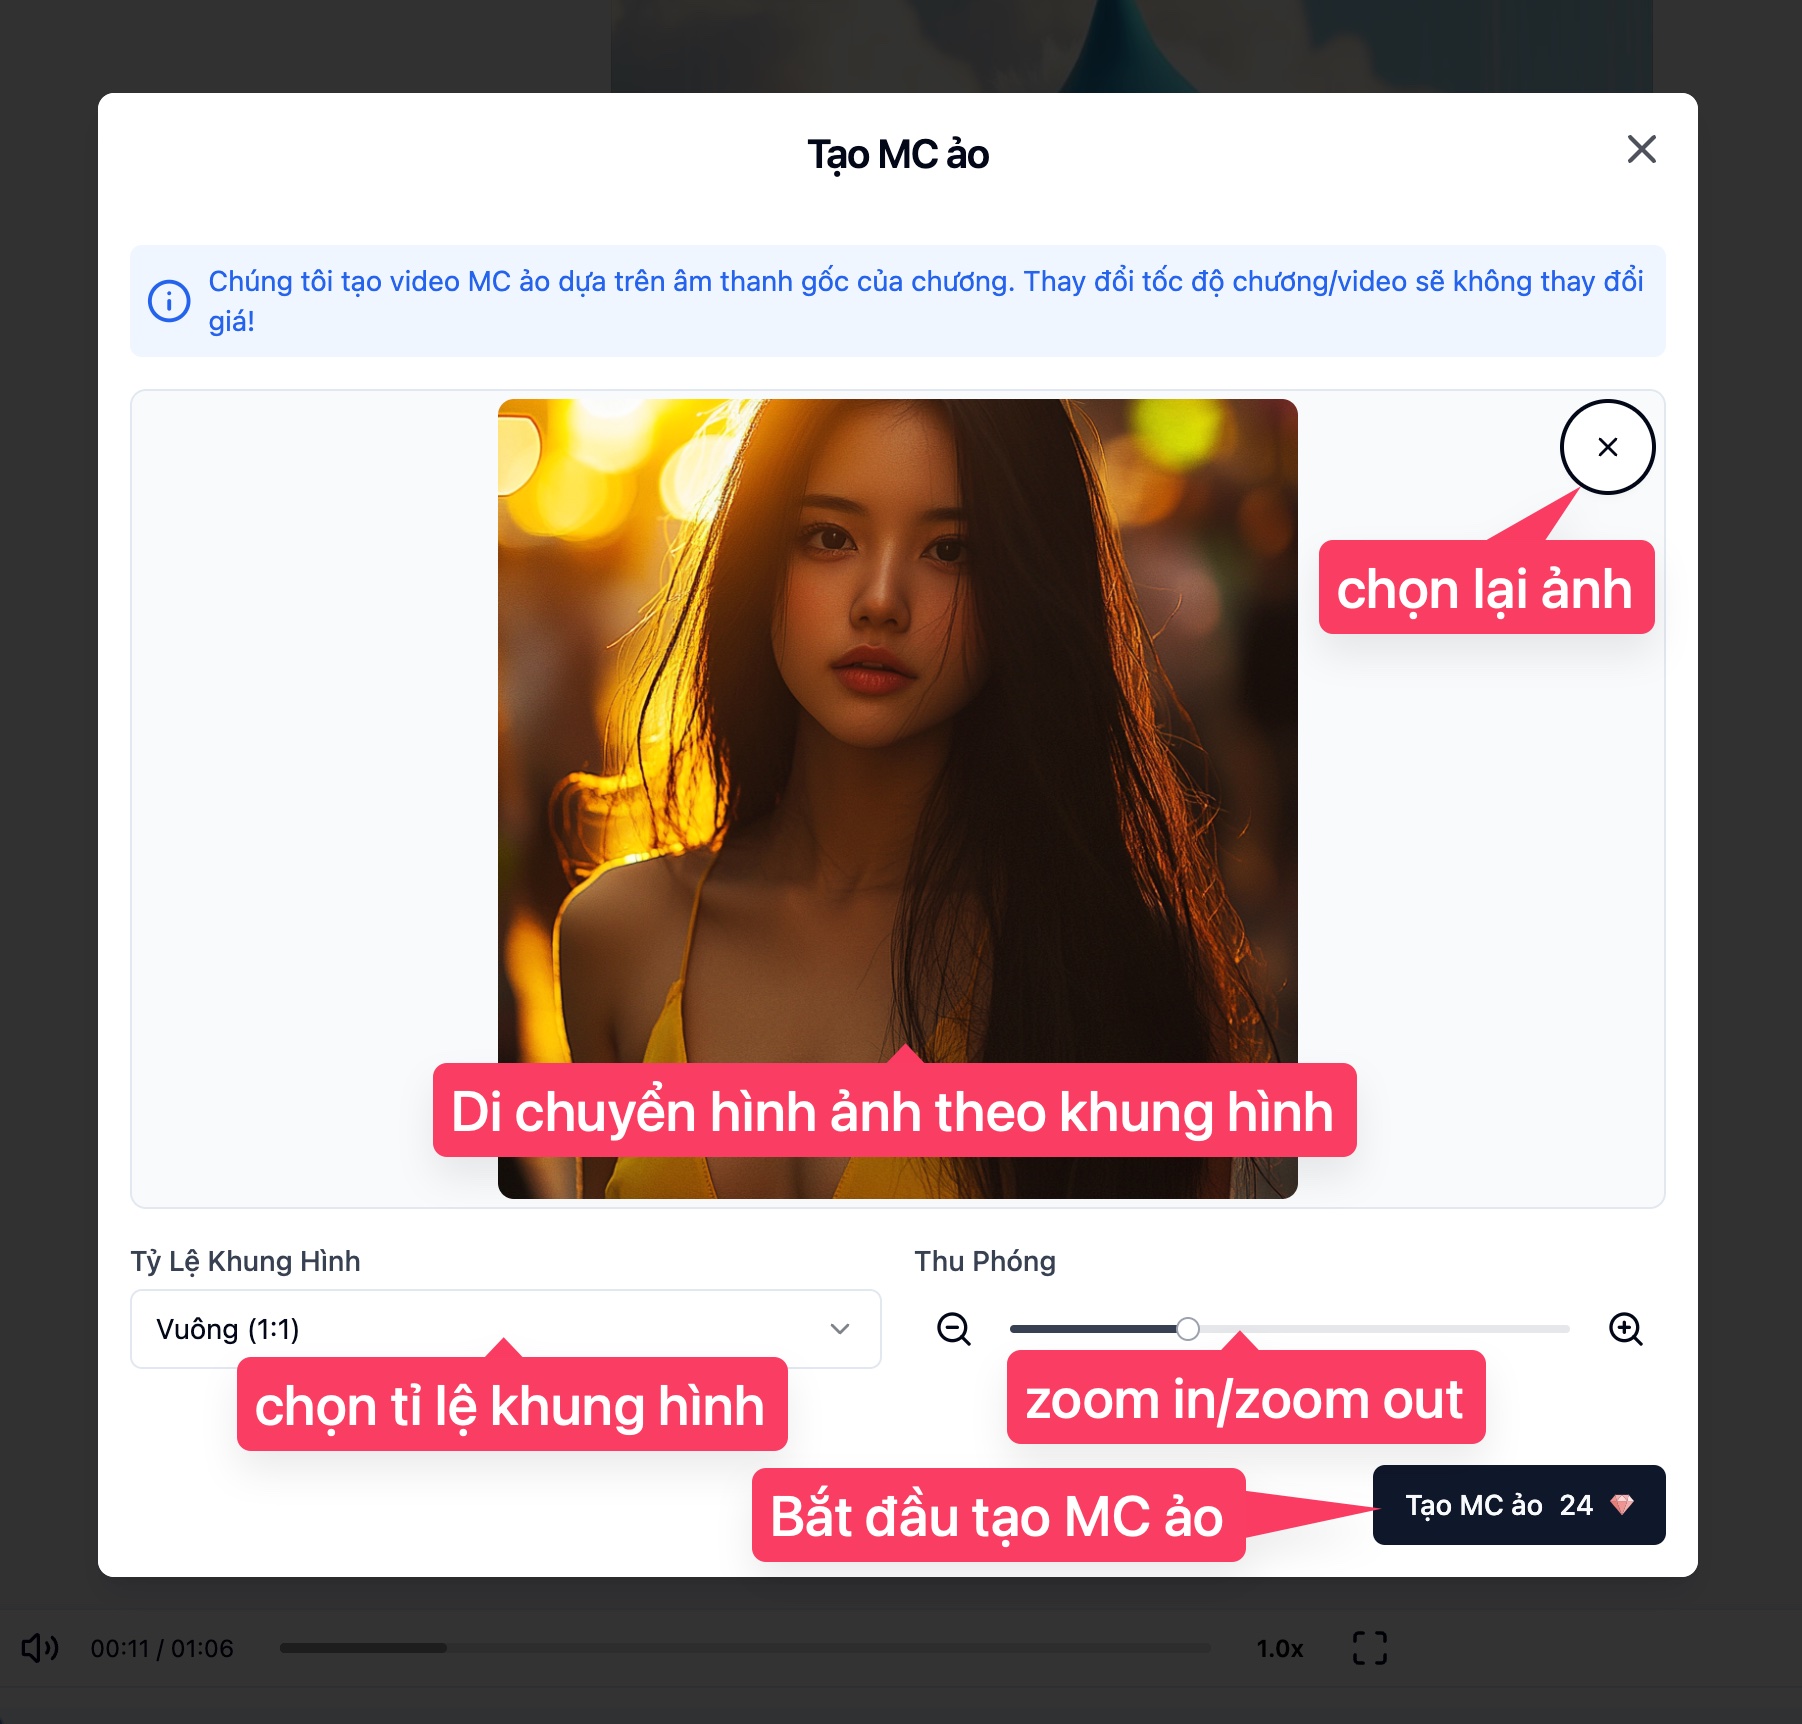 Tạo MC ảo
Chúng tôi tạo video MC ảo dựa trên âm thanh gốc của chương. Thay đổi tốc độ chương/video sẽ không thay đổi
giá!
chọn lại ảnh
Di chuyển hình ảnh theo khung hình
Tỷ Lệ Khung Hình
Thu Phóng
Vuông (1:1)
chọn tỉ lệ khung hình
zoom in/zoom out
Bắt đầu tạo MC ảo
Tạo MC ảo 24
00:11 / 01:06
1.0x